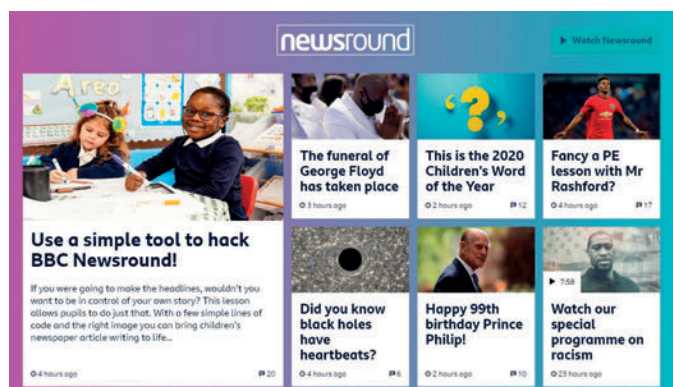 newsround
Watch Newsround
Area
Use a simple tool to hack
BBC Newsround!
If you were going to make the headlines, wouldn't you
want to be in control of your own story? This lesson
allows pupils to do just that. With a few simple lines of
code and the right image you can bring children's
newspaper article writing to life...
4 hours ago 20
The funeral of
George Floyd
has taken place
3 hours ago
This is the 2020
Children's Word
of the Year
2 hours ago 12
Fancy a PE
lesson with Mr
Rashford?
4 hours ago 17
Did you know
black holes
have
heartbeats?
4 hours ago 6
Happy 99th
birthday Prince
Philip!
2 hours ago 10
7:58
Watch our
special
programme on
racism
23 hours ago